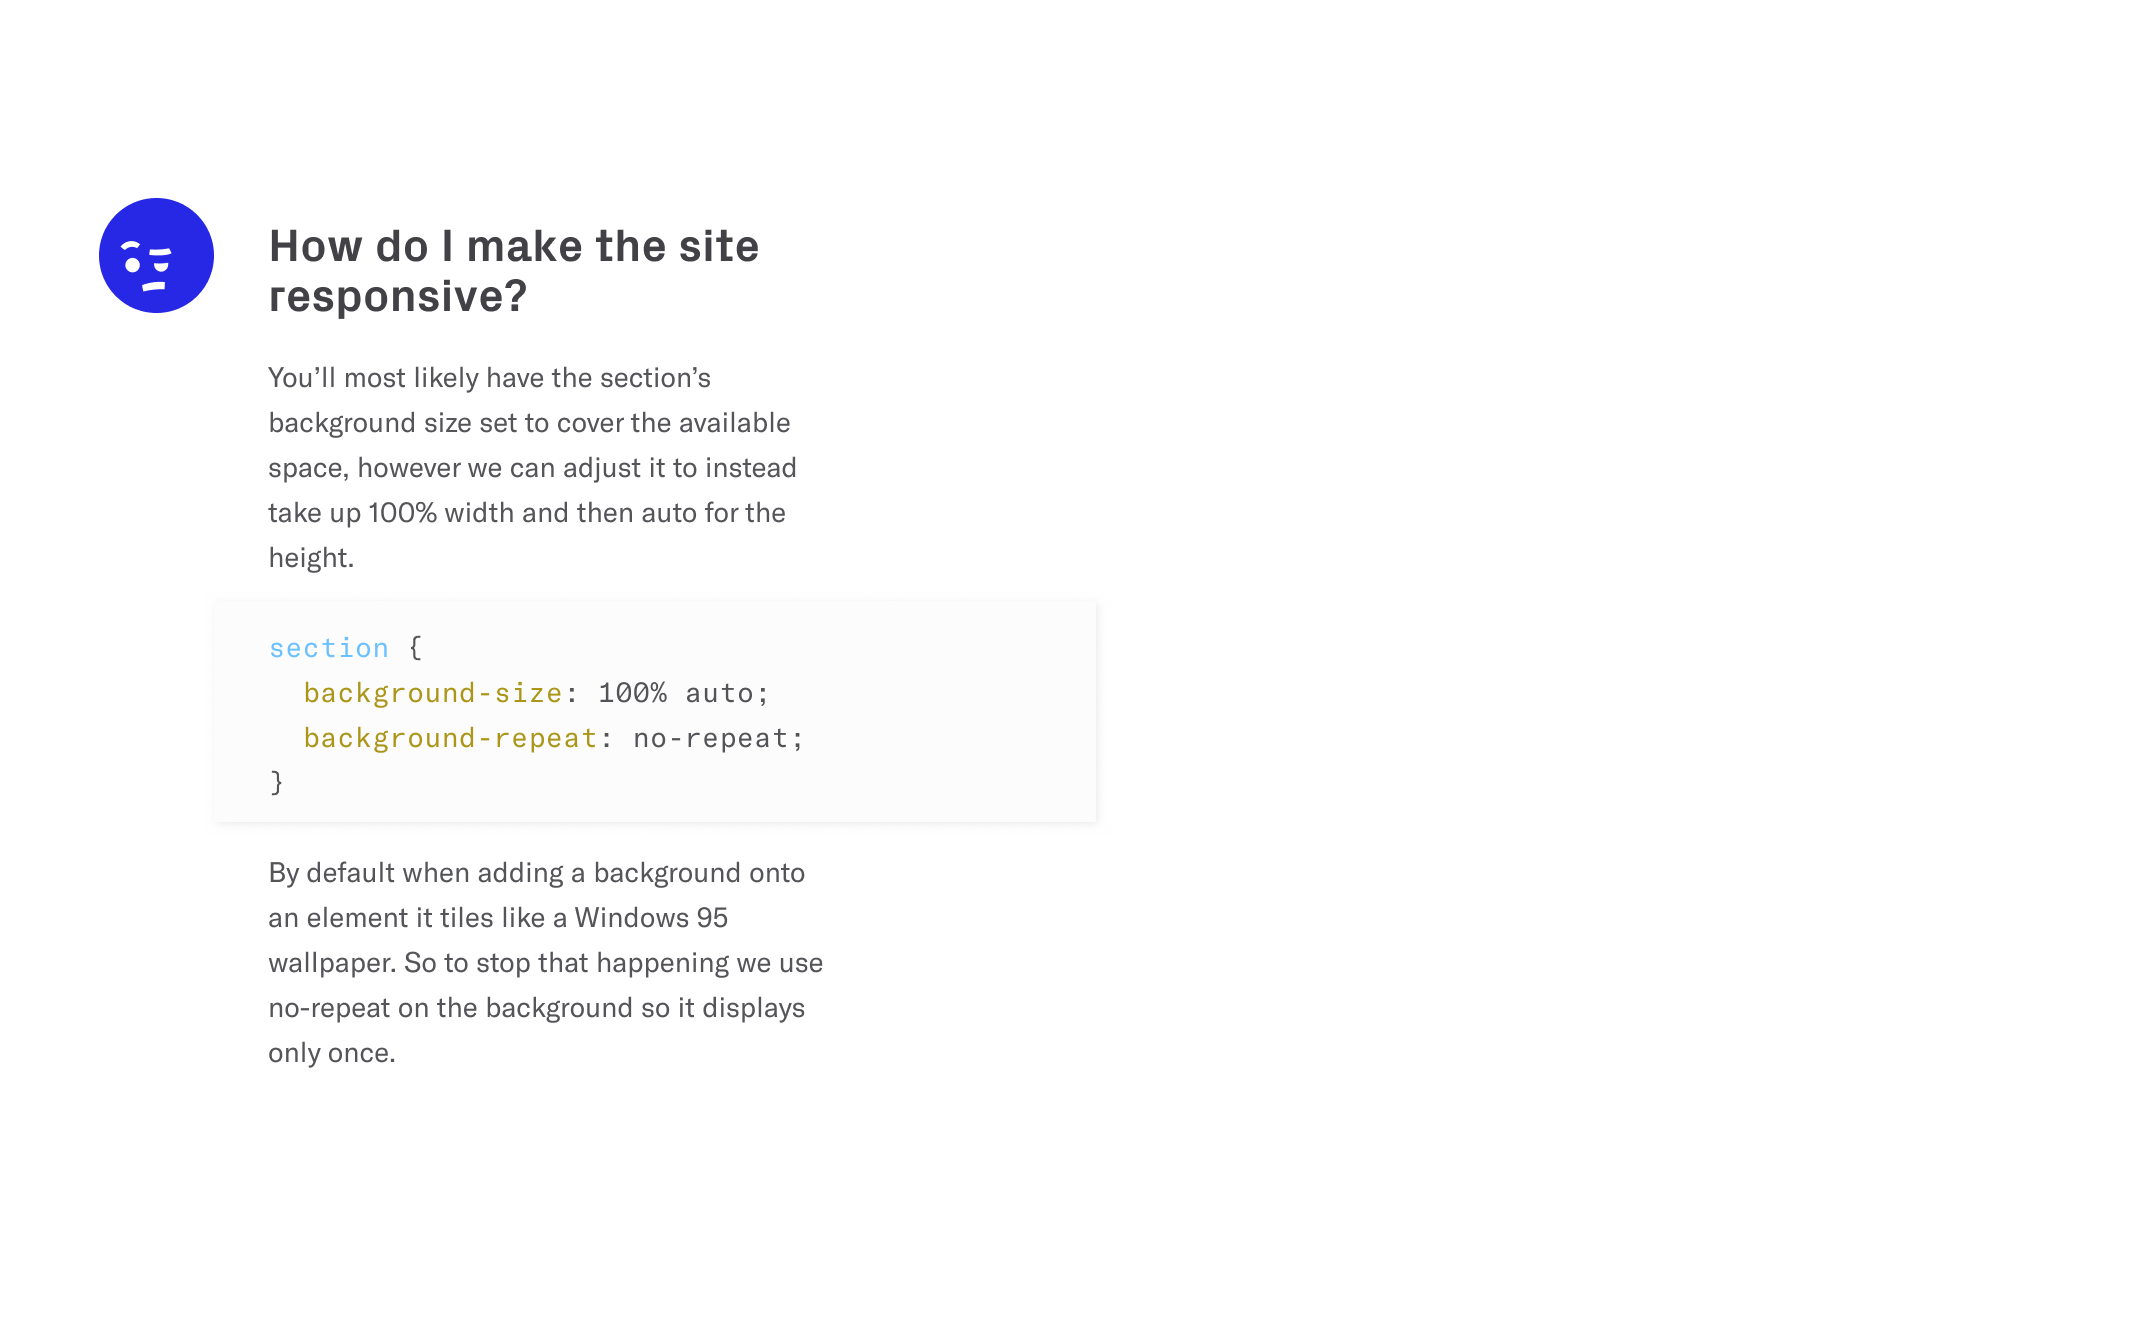 How do I make the site
responsive?
You’ll most likely have the section’s
background size set to cover the available
space, however we can adjust it to instead
take up 100% width and then auto for the
height.
section {
  background-size: 100% auto;
  background-repeat: no-repeat;
}
By default when adding a background onto
an element it tiles like a Windows 95
wallpaper. So to stop that happening we use
no-repeat on the background so it displays
only once.